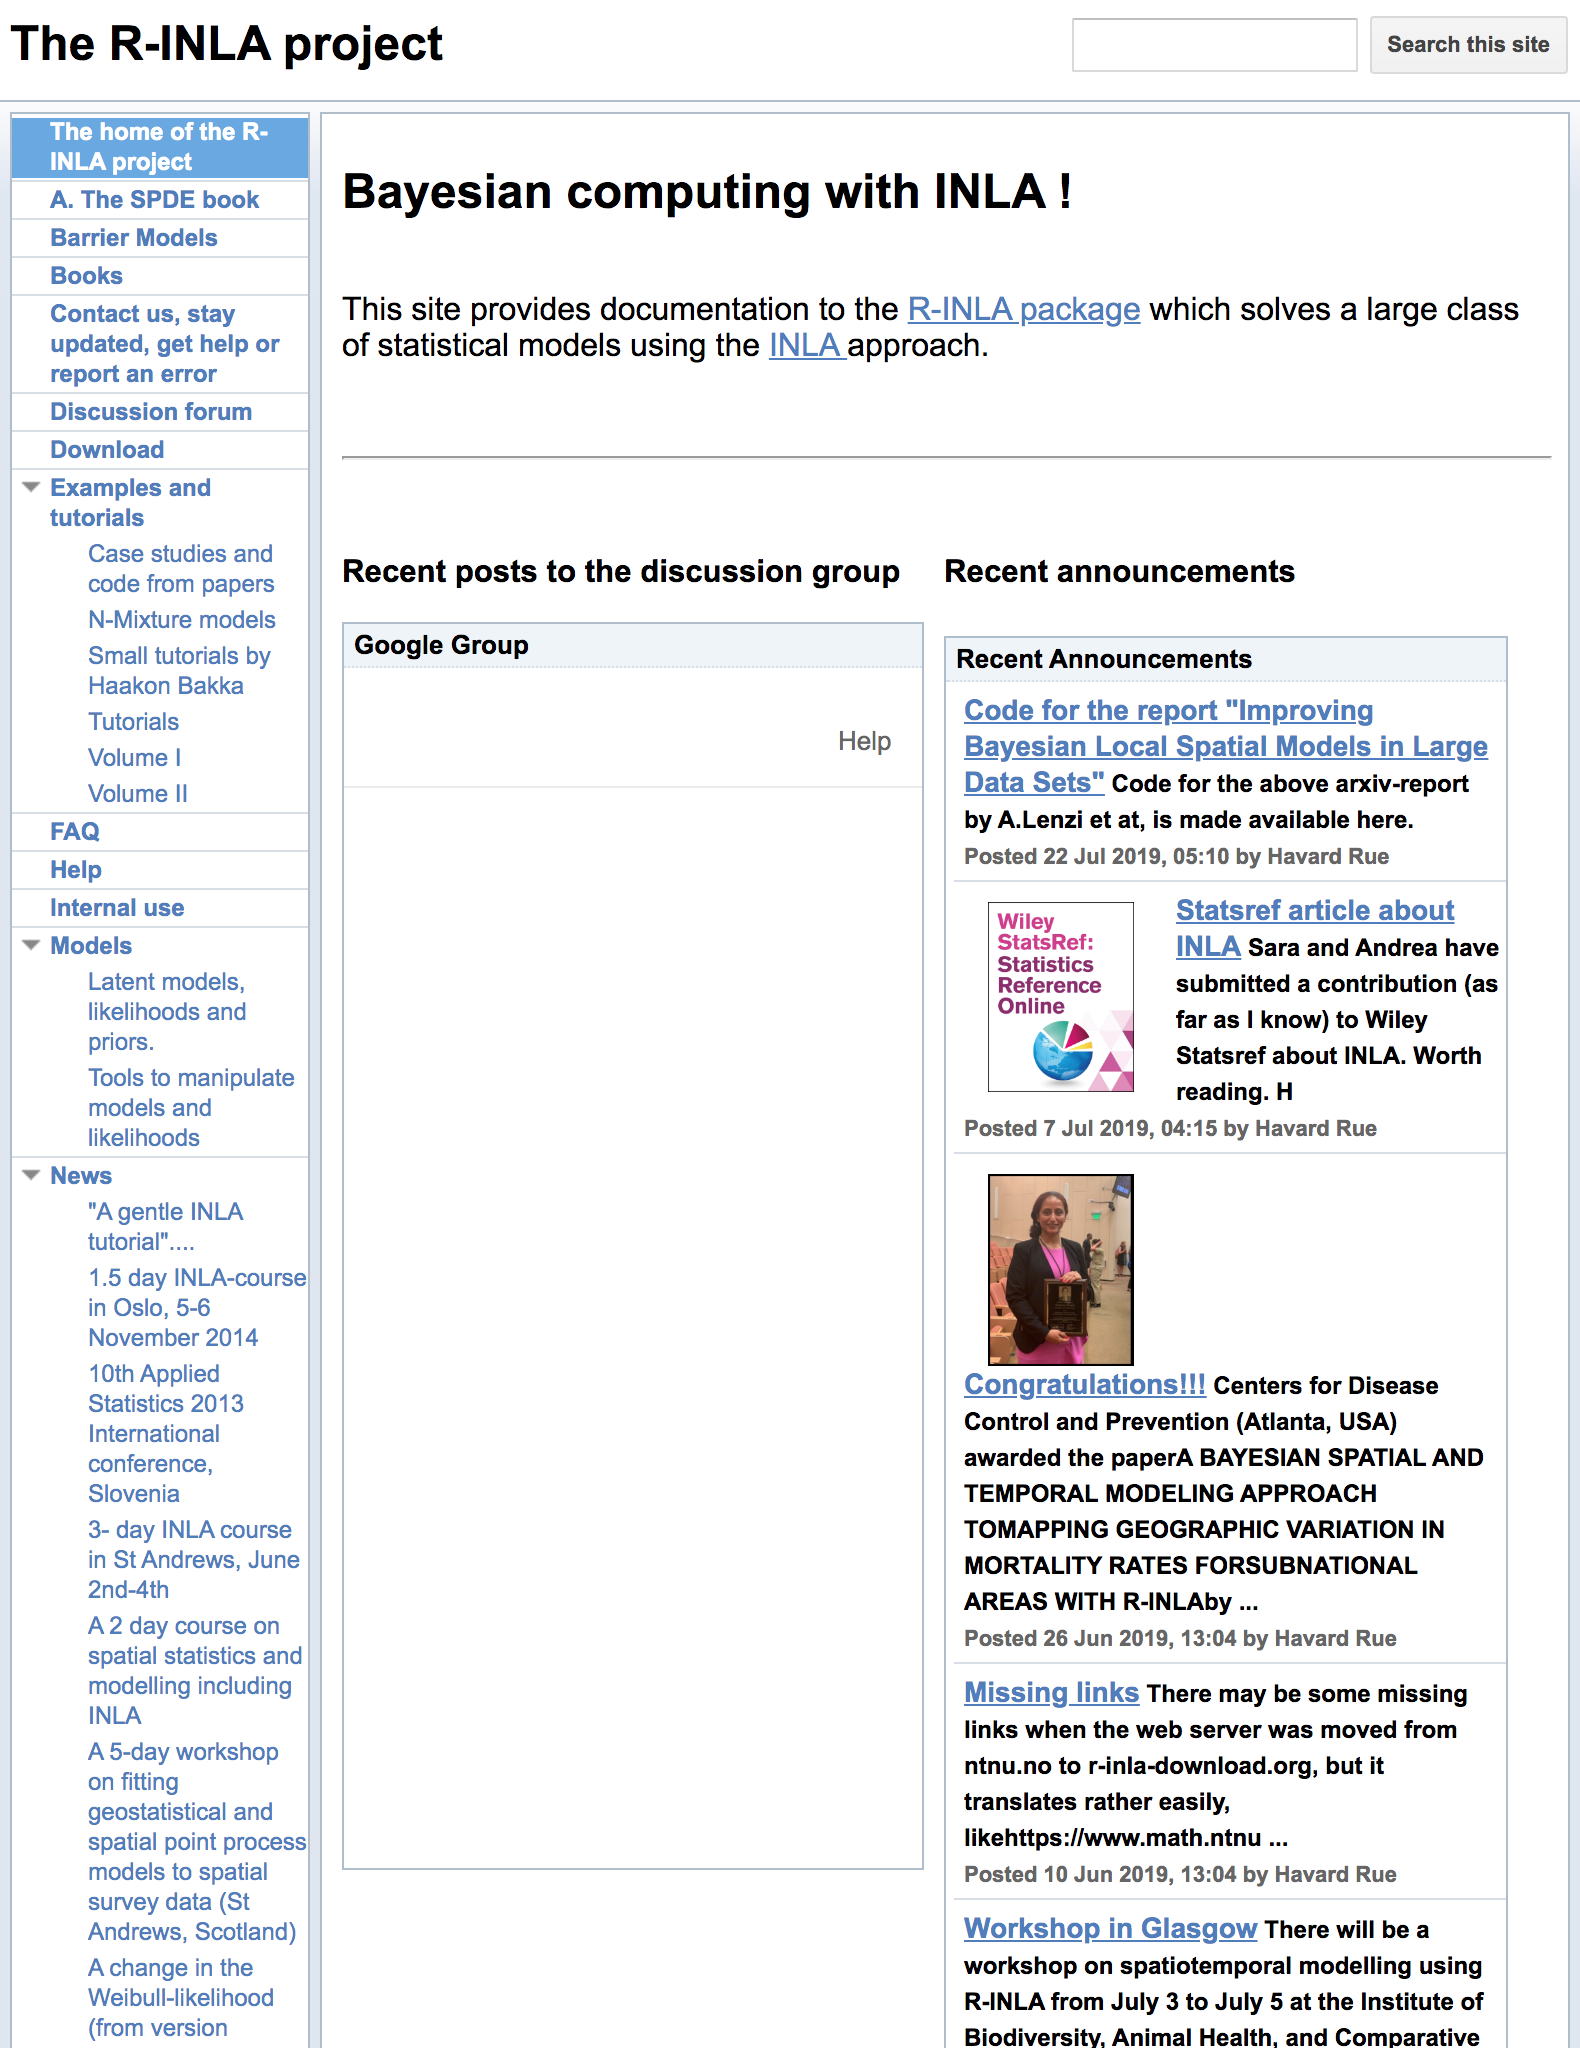 The R-INLA project
Search this site
The home of the R-
INLA project
A. The SPDE book
Barrier Models
Books
Contact us, stay
updated, get help or
report an error
Discussion forum
Download
Examples and
tutorials
Case studies and
code from papers
N-Mixture models
Small tutorials by
Haakon Bakka
Tutorials
Volume I
Volume II
FAQ
Help
Internal use
Models
Latent models,
likelihoods and
priors.
Tools to manipulate
models and
likelihoods
News
"A gentle INLA
tutorial"....
1.5 day INLA-course
in Oslo, 5-6
November 2014
10th Applied
Statistics 2013
International
conference,
Slovenia
3- day INLA course
in St Andrews, June
2nd-4th
A 2 day course on
spatial statistics and
modelling including
INLA
A 5-day workshop
on fitting
geostatistical and
spatial point process
models to spatial
survey data (St
Andrews, Scotland)
A change in the
Weibull-likelihood
(from version
Bayesian computing with INLA !
This site provides documentation to the R-INLA package which solves a large class
of statistical models using the INLA approach.
Recent posts to the discussion group
Google Group
Help
Recent announcements
Recent Announcements
Code for the report "Improving
Bayesian Local Spatial Models in Large
Data Sets" Code for the above arxiv-report
by A.Lenzi et at, is made available here.
Posted 22 Jul 2019, 05:10 by Havard Rue
Wiley
StatsRef:
Statistics
Reference
Online
Statsref article about
INLA Sara and Andrea have
submitted a contribution (as
far as I know) to Wiley
Statsref about INLA. Worth
reading. H
Posted 7 Jul 2019, 04:15 by Havard Rue
Congratulations!!! Centers for Disease
Control and Prevention (Atlanta, USA)
awarded the paperA BAYESIAN SPATIAL AND
TEMPORAL MODELING APPROACH
TOMAPPING GEOGRAPHIC VARIATION IN
MORTALITY RATES FORSUBNATIONAL
AREAS WITH R-INLAby ...
Posted 26 Jun 2019, 13:04 by Havard Rue
Missing links There may be some missing
links when the web server was moved from
ntnu.no to r-inla-download.org, but it
translates rather easily,
likehttps://www.math.ntnu ...
Posted 10 Jun 2019, 13:04 by Havard Rue
Workshop in Glasgow There will be a
workshop on spatiotemporal modelling using
R-INLA from July 3 to July 5 at the Institute of
Biodiversity, Animal Health, and Comparative